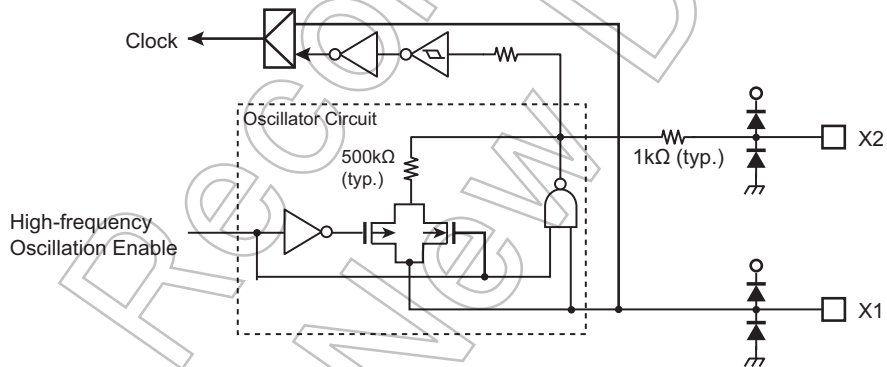 Clock
Oscillator Circuit
500kΩ
(typ.)
1kΩ (typ.)
X2
High-frequency
Oscillation Enable
X1